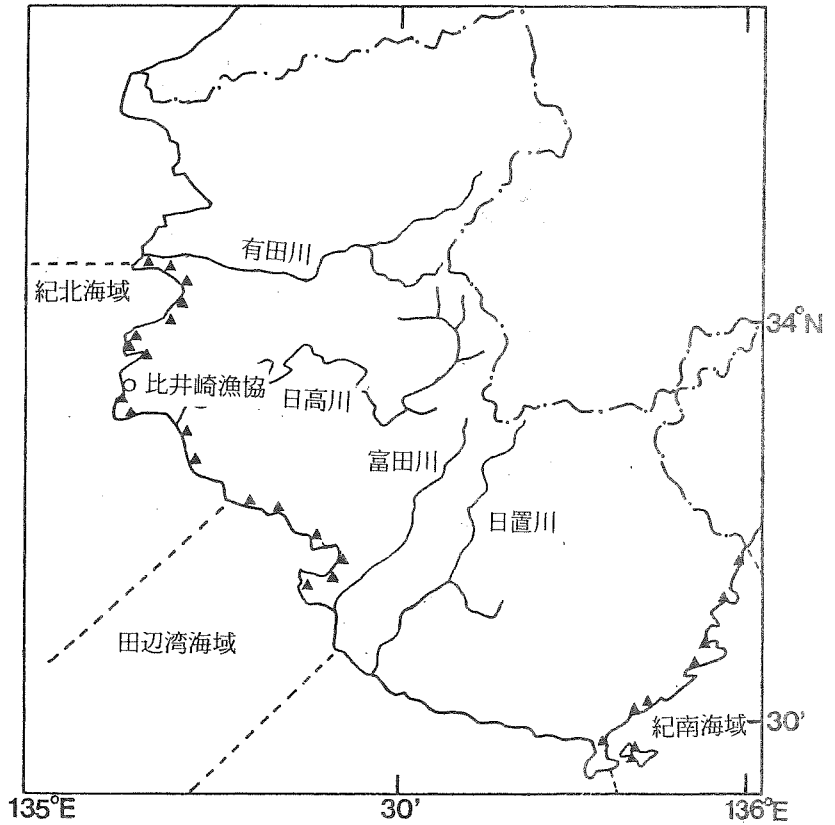 有田川
紀北海域
34°N
比井崎漁協
日高川
富田川
日置川
田辺湾海域
紀南海域
30'
135°E
30'
136°E